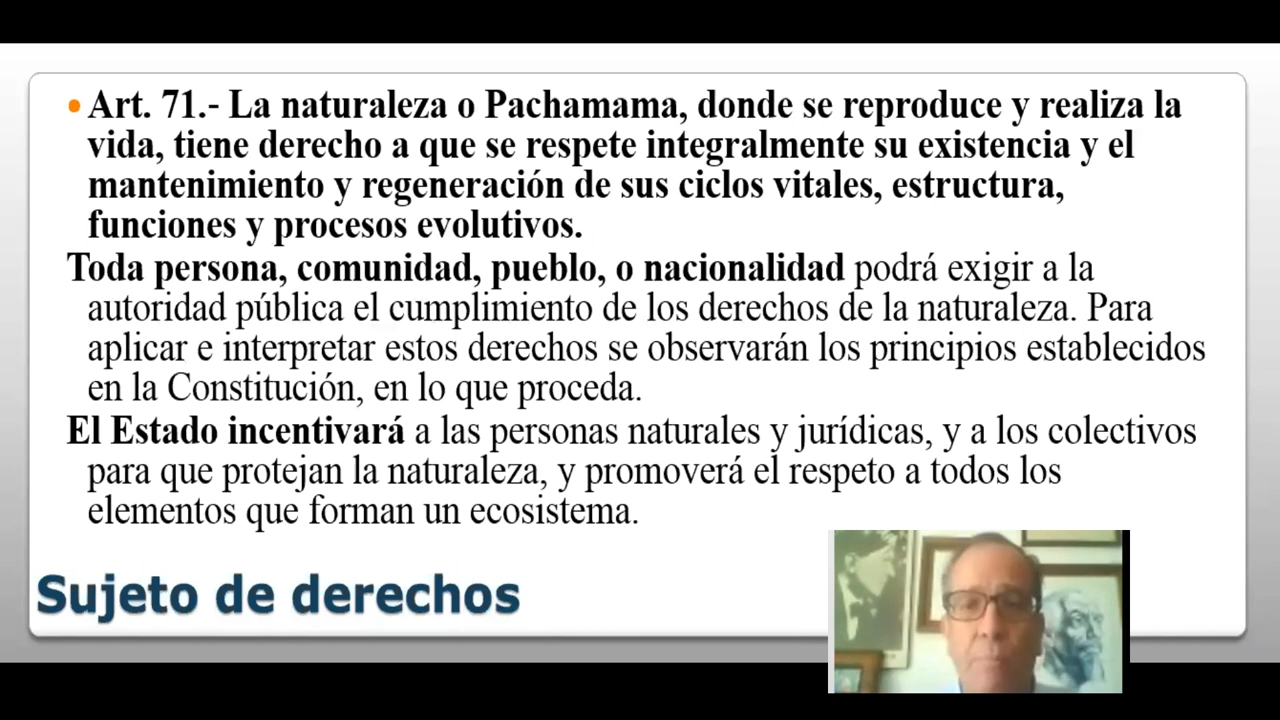 • Art. 71.- La naturaleza o Pachamama, donde se reproduce y realiza la
vida, tiene derecho a que se respete integralmente su existencia y el
mantenimiento y regeneración de sus ciclos vitales, estructura,
funciones y procesos evolutivos.
Toda persona, comunidad, pueblo, o nacionalidad podrá exigir a la
autoridad pública el cumplimiento de los derechos de la naturaleza. Para
aplicar e interpretar estos derechos se observarán los principios establecidos
en la Constitución, en lo que proceda.
El Estado incentivará a las personas naturales y jurídicas, y a los colectivos
para que protejan la naturaleza, y promoverá el respeto a todos los
elementos que forman un ecosistema.
Sujeto de derechos